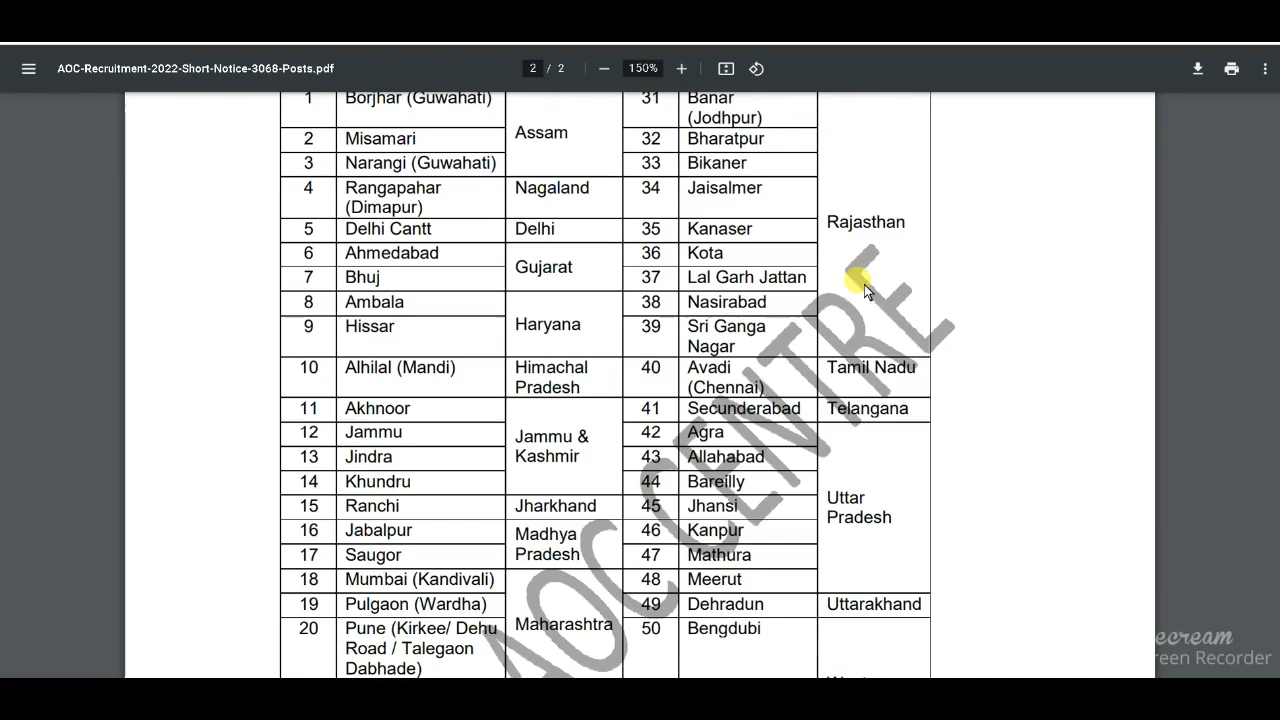 AOC-Recruitment-2022-Short-Notice-3068-Posts.pdf 2 / 2 150%
1 Borjhar (Guwahati) Assam 31 Banar (Jodhpur) Rajasthan
2 Misamari 32 Bharatpur
3 Narangi (Guwahati) 33 Bikaner
4 Rangapahar (Dimapur) Nagaland 34 Jaisalmer
5 Delhi Cantt Delhi 35 Kanaser
6 Ahmedabad Gujarat 36 Kota
7 Bhuj 37 Lal Garh Jattan
8 Ambala Haryana 38 Nasirabad
9 Hissar 39 Sri Ganga Nagar
10 Alhilal (Mandi) Himachal Pradesh 40 Avadi (Chennai) Tamil Nadu
11 Akhnoor Jammu & Kashmir 41 Secunderabad Telangana
12 Jammu 42 Agra Uttar Pradesh
13 Jindra 43 Allahabad
14 Khundru 44 Bareilly
15 Ranchi Jharkhand 45 Jhansi
16 Jabalpur Madhya Pradesh 46 Kanpur
17 Saugor 47 Mathura
18 Mumbai (Kandivali) Maharashtra 48 Meerut
19 Pulgaon (Wardha) 49 Dehradun Uttarakhand
20 Pune (Kirkee/ Dehu Road / Talegaon Dabhade) 50 Bengdubi
AOC CENTRE
ecream
reen Recorder